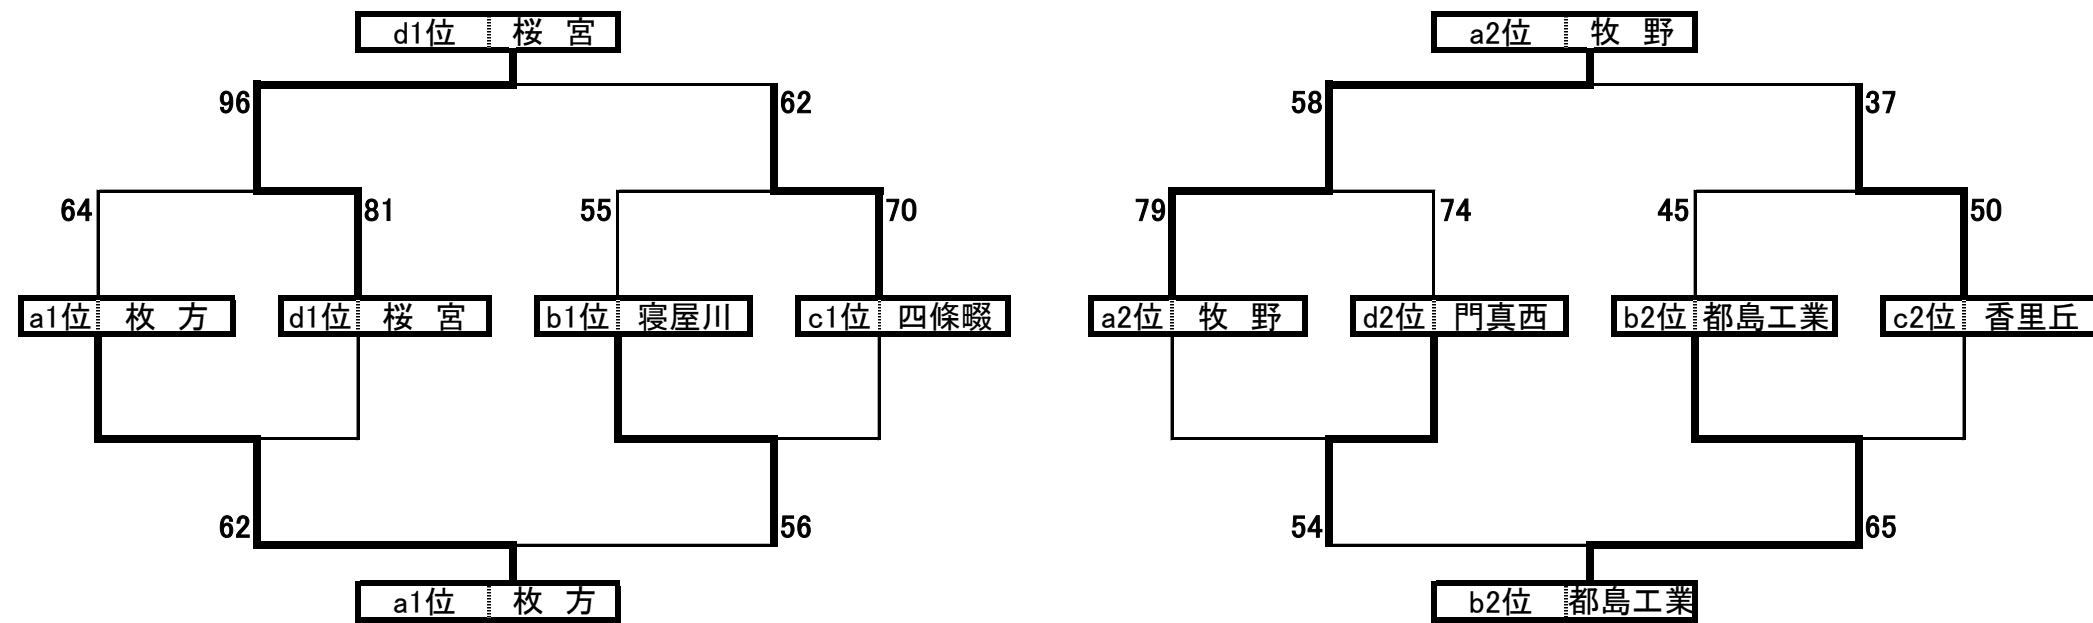 d1位 桜 宮 a2位 牧 野
96 62 58 37
64 81 55 70 79 74 45 50
a1位 枚 方 d1位 桜 宮 b1位 寝屋川 c1位 四條畷 a2位 牧 野 d2位 門真西 b2位 都島工業 c2位 香里丘
62 56 54 65
a1位 枚 方 b2位 都島工業